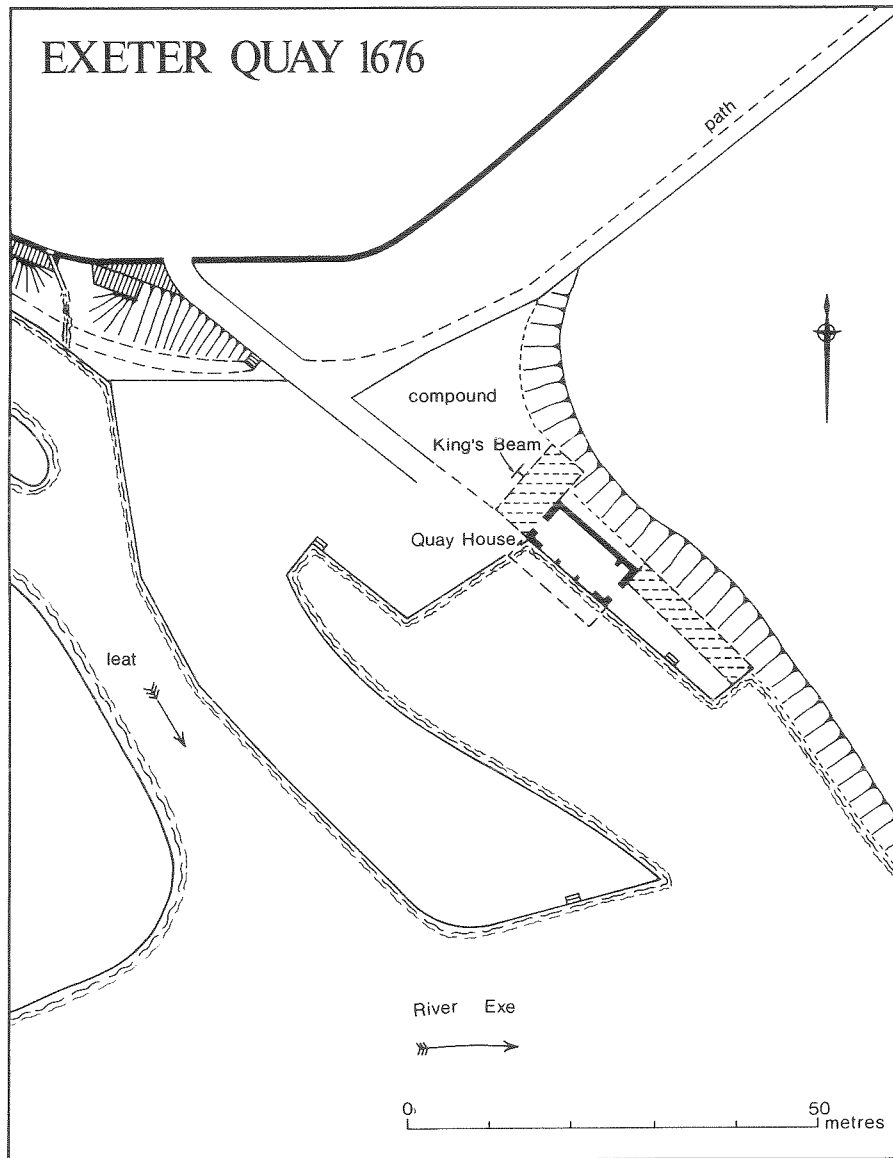 EXETER QUAY 1676
path
compound
King's Beam
Quay House
leat
River Exe
0 50
metres